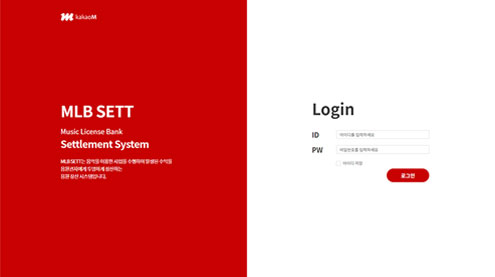 kakaoM
MLB SETT
Music License Bank
Settlement System
MLB SETT는 음악을 이용한 사업을 수행하며 발생된 수익을
음원권자에게 투명하게 정산하는
음원 정산 시스템입니다.
Login
ID
아이디를 입력하세요
PW
비밀번호를 입력하세요
아이디 저장
로그인